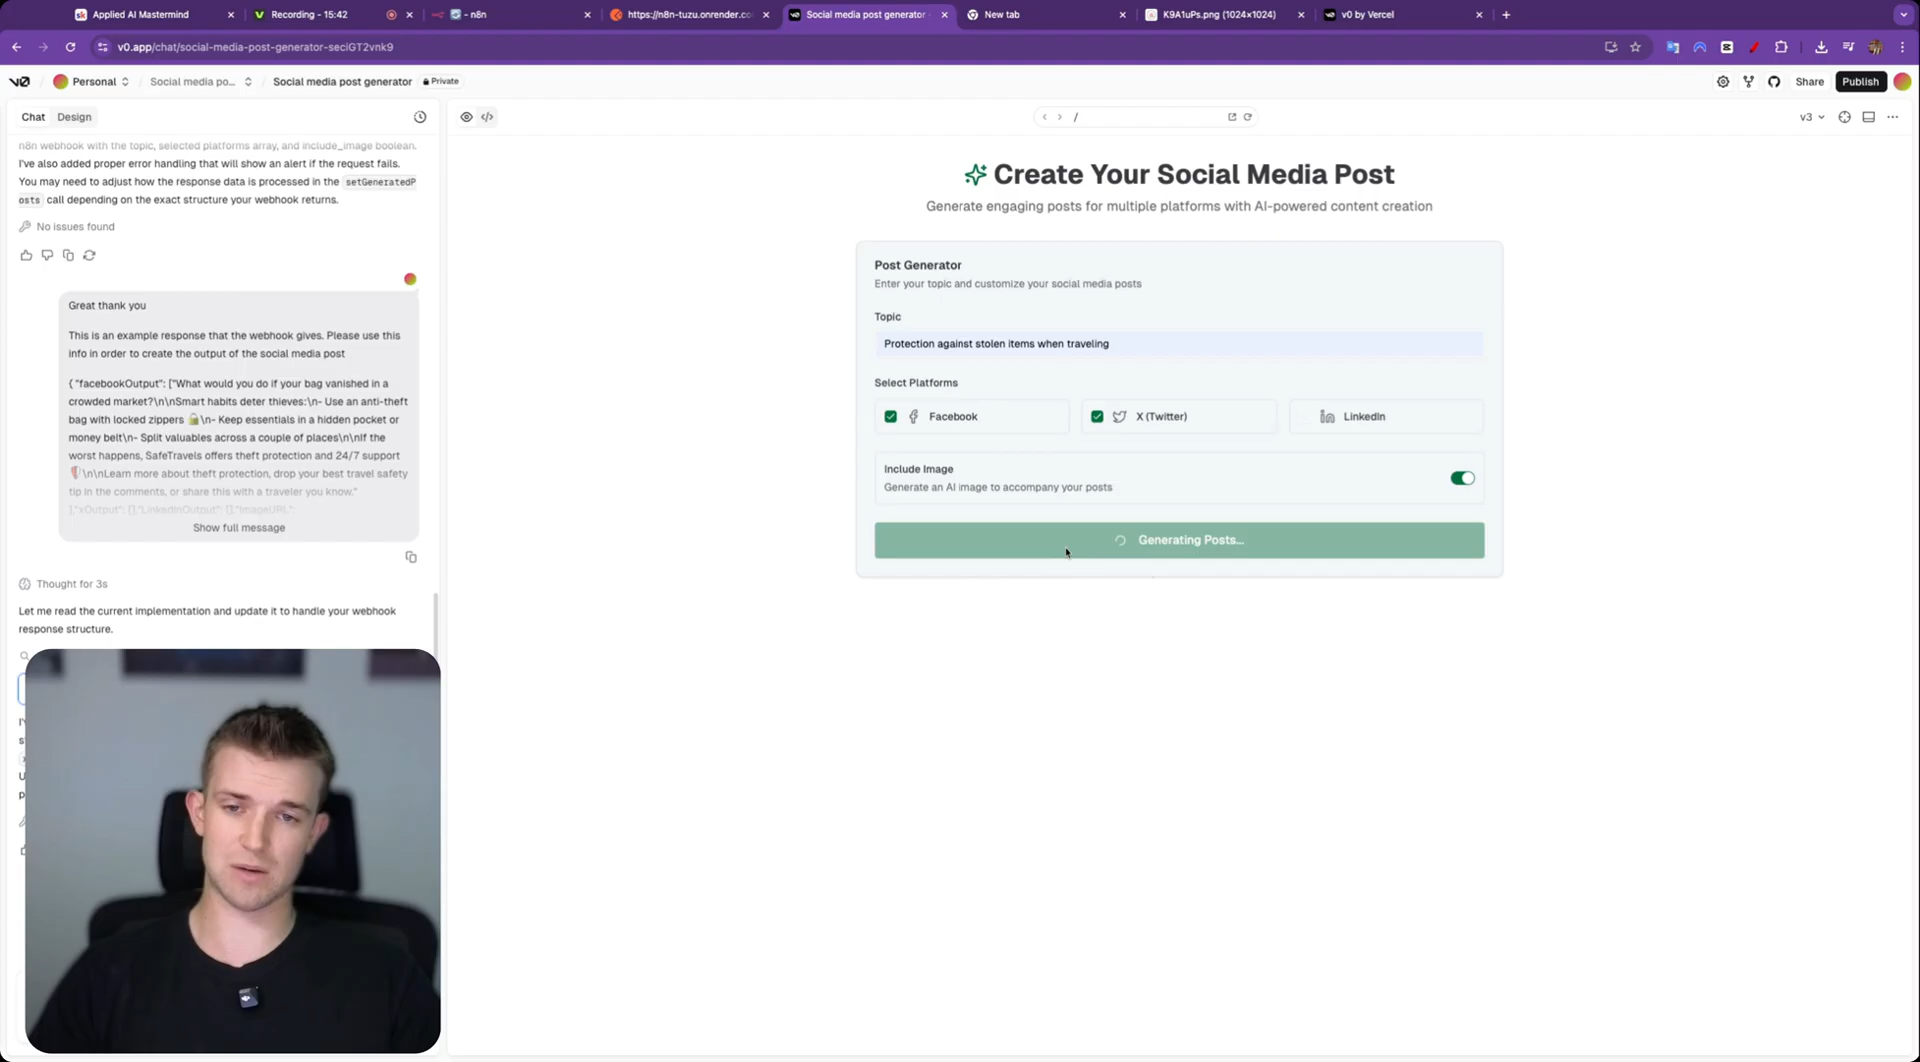 Applied AI Mastermind
Recording - 15:42
- n8n
https://n8n-tuzu.onrender.co
Social media post generator
New tab
K9A1uPs.png (1024×1024)
v0 by Vercel
v0.app/chat/social-media-post-generator-seciGT2vnk9
v0
Personal
Social media po...
Social media post generator
Private
Share
Publish
Chat
Design
/
v3
n8n webhook with the topic, selected platforms array, and include_image boolean.
I've also added proper error handling that will show an alert if the request fails.
You may need to adjust how the response data is processed in the setGeneratedP
osts call depending on the exact structure your webhook returns.
No issues found
Great thank you
This is an example response that the webhook gives. Please use this
info in order to create the output of the social media post
{ "facebookOutput": ["What would you do if your bag vanished in a
crowded market?\n\nSmart habits deter thieves:\n- Use an anti-theft
bag with locked zippers 🔒\n- Keep essentials in a hidden pocket or
money belt\n- Split valuables across a couple of places\n\nIf the
worst happens, SafeTravels offers theft protection and 24/7 support
\n\nLearn more about theft protection, drop your best travel safety
tip in the comments, or share this with a traveler you know."
],"xOutput": [],"LinkedInOutput": [],"ImageURL":
Show full message
Thought for 3s
Let me read the current implementation and update it to handle your webhook
response structure.
Create Your Social Media Post
Generate engaging posts for multiple platforms with AI-powered content creation
Post Generator
Enter your topic and customize your social media posts
Topic
Protection against stolen items when traveling
Select Platforms
Facebook
X (Twitter)
LinkedIn
Include Image
Generate an AI image to accompany your posts
Generating Posts...